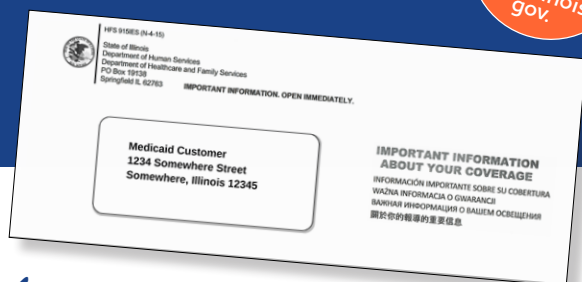 gov.
HFS 915IES (N-4-15)
State of Illinois
Department of Human Services
Department of Healthcare and Family Services
PO Box 19138
Springfield IL 62763
IMPORTANT INFORMATION. OPEN IMMEDIATELY.
Medicaid Customer
1234 Somewhere Street
Somewhere, Illinois 12345
IMPORTANT INFORMATION
ABOUT YOUR COVERAGE
INFORMACIÓN IMPORTANTE SOBRE SU COBERTURA
WAŻNA INFORMACJA O GWARANCJI
ВАЖНАЯ ИНФОРМАЦИЯ О ВАШЕМ ОСВЕЩЕНИЯ
關於你的報導的重要信息